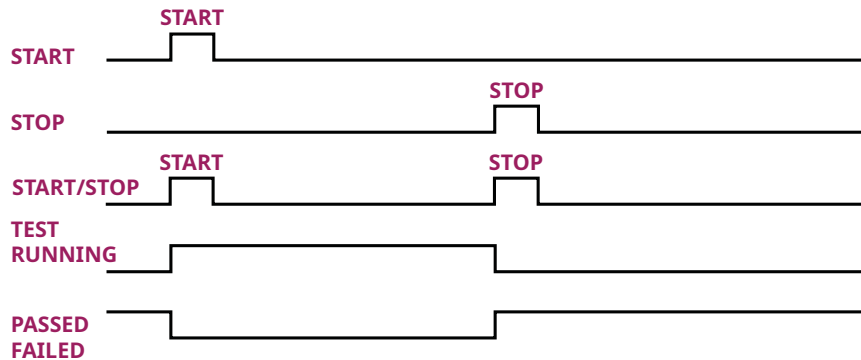 START
START
STOP
STOP
START STOP
START/STOP
TEST
RUNNING
PASSED
FAILED